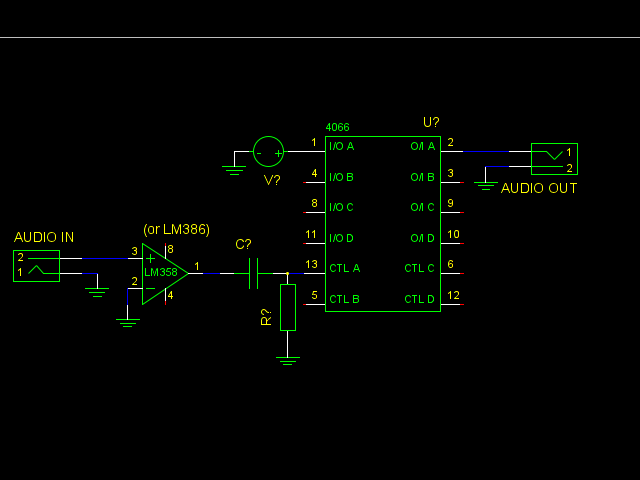 4066 U?
1 I/O A O/I A 2
4 I/O B O/I B 3
8 I/O C O/I C 9
11 I/O D O/I D 10
13 CTL A CTL C 6
5 CTL B CTL D 12
- + V?
1
2
AUDIO OUT
AUDIO IN
2
1
(or LM386)
3 + 8
LM358 1
2 - 4
C?
R?